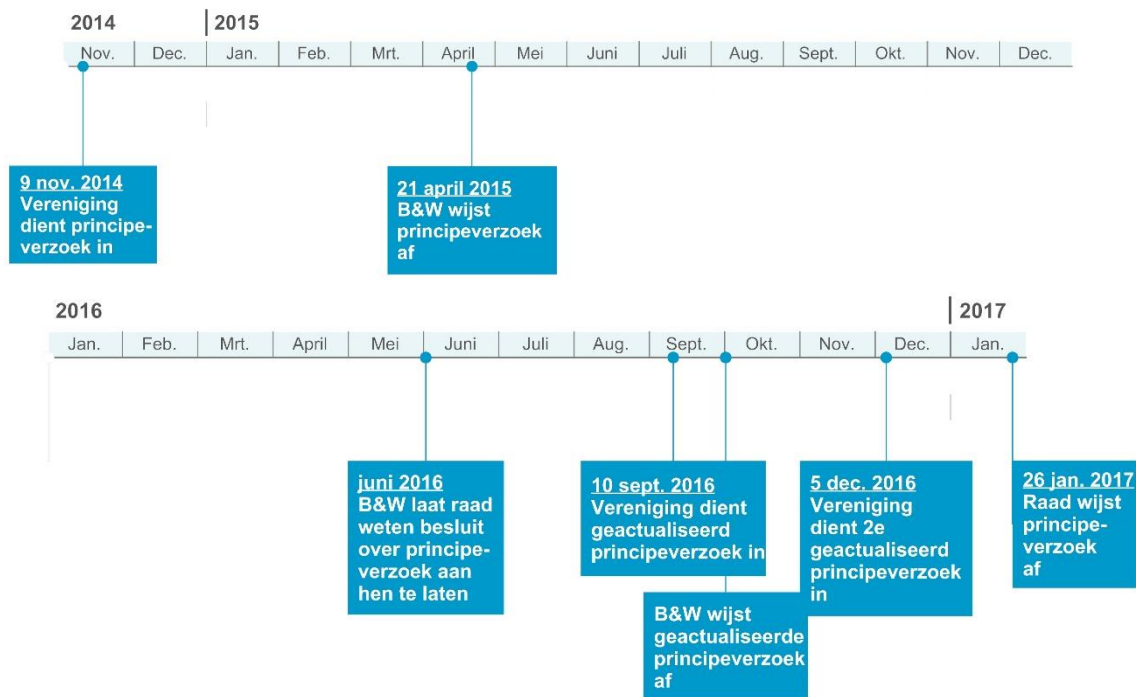 2014 2015
Nov. Dec. Jan. Feb. Mrt. April Mei Juni Juli Aug. Sept. Okt. Nov. Dec.
9 nov. 2014
Vereniging
dient principe-
verzoek in
21 april 2015
B&W wijst
principeverzoek
af
2016 2017
Jan. Feb. Mrt. April Mei Juni Juli Aug. Sept. Okt. Nov. Dec. Jan.
juni 2016
B&W laat raad
weten besluit
over principe-
verzoek aan
hen te laten
10 sept. 2016
Vereniging dient
geactualiseerd
principeverzoek in
B&W wijst
geactualiseerde
principeverzoek
af
5 dec. 2016
Vereniging
dient 2e
geactualiseerd
principeverzoek
in
26 jan. 2017
Raad wijst
principe-
verzoek
af